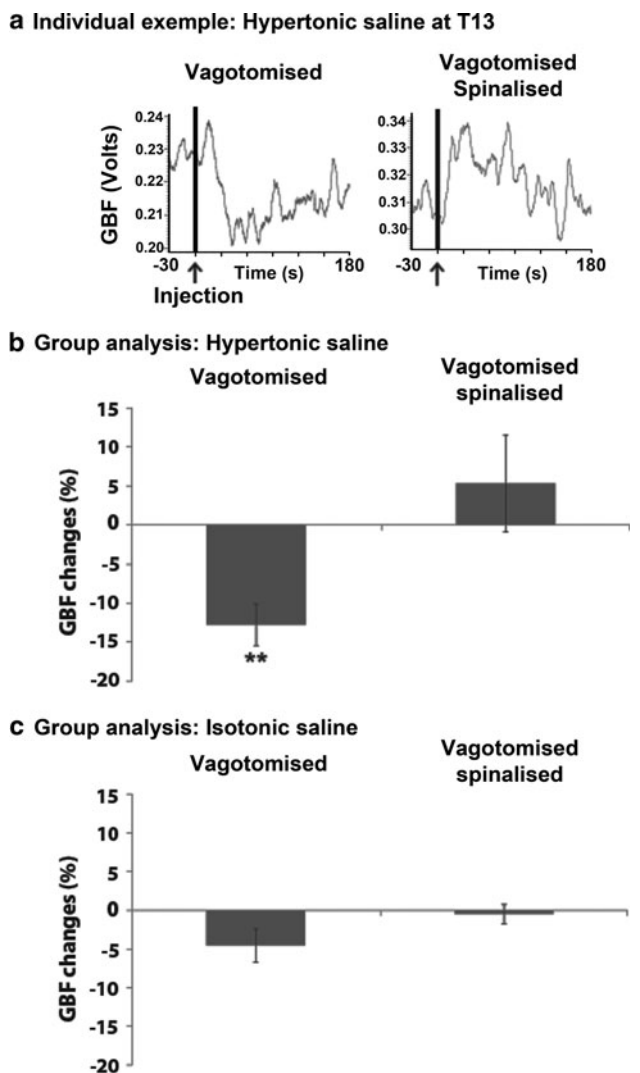 a Individual exemple: Hypertonic saline at T13
Vagotomised
Vagotomised
Spinalised
GBF (Volts)
0.24
0.23
0.22
0.21
0.20
-30
Time (s)
180
Injection
0.34
0.33
0.32
0.31
0.30
-30
Time (s)
180
b Group analysis: Hypertonic saline
Vagotomised
Vagotomised
spinalised
GBF changes (%)
15
10
5
0
-5
-10
-15
-20
**
c Group analysis: Isotonic saline
Vagotomised
Vagotomised
spinalised
GBF changes (%)
15
10
5
0
-5
-10
-15
-20